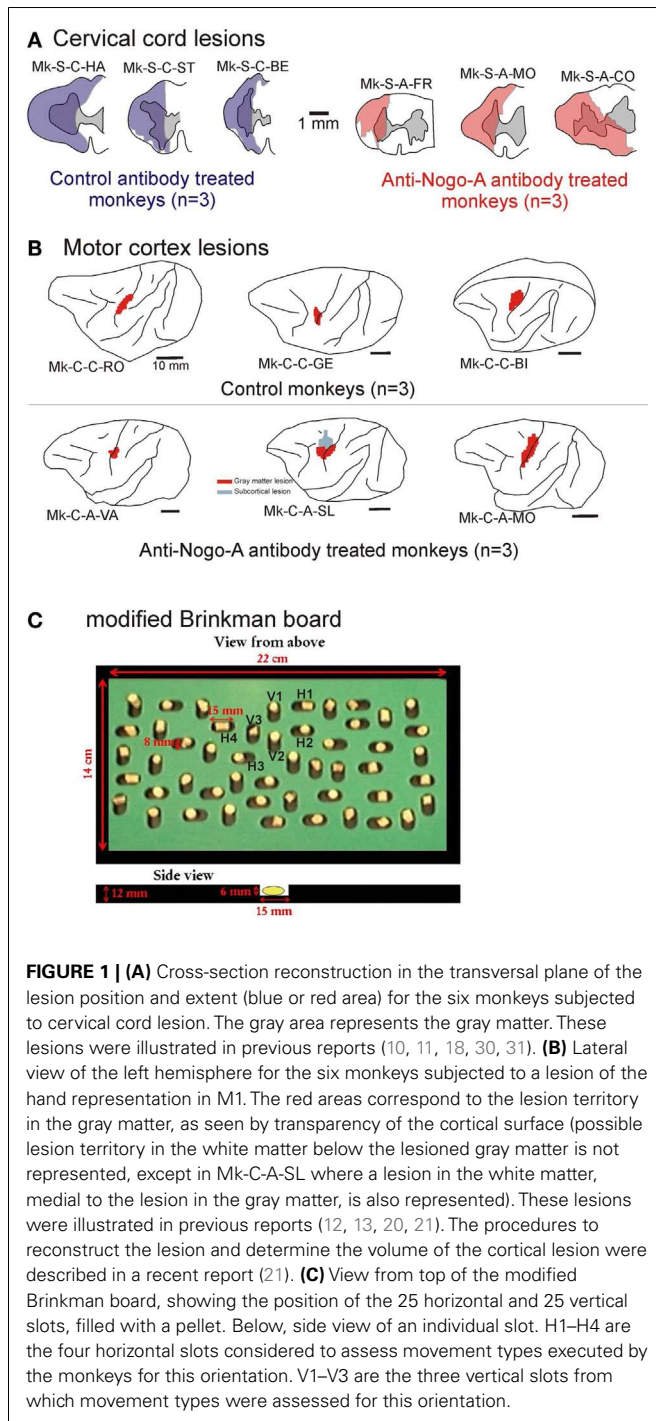 A Cervical cord lesions
Mk-S-C-HA Mk-S-C-ST Mk-S-C-BE Mk-S-A-FR Mk-S-A-MO Mk-S-A-CO
1 mm
Control antibody treated
monkeys (n=3)
Anti-Nogo-A antibody treated
monkeys (n=3)
B Motor cortex lesions
Mk-C-C-RO
10 mm
Mk-C-C-GE
Mk-C-C-BI
Control monkeys (n=3)
Gray matter lesion
Subcortical lesion
Mk-C-A-VA
Mk-C-A-SL
Mk-C-A-MO
Anti-Nogo-A antibody treated monkeys (n=3)
C modified Brinkman board
View from above
22 cm
14 cm
V1 H1
15 mm
V3
H4
H2
8 mm
V2
H3
Side view
12 mm
6 mm
15 mm
FIGURE 1 | (A) Cross-section reconstruction in the transversal plane of the
lesion position and extent (blue or red area) for the six monkeys subjected
to cervical cord lesion. The gray area represents the gray matter. These
lesions were illustrated in previous reports (10, 11, 18, 30, 31). (B) Lateral
view of the left hemisphere for the six monkeys subjected to a lesion of the
hand representation in M1. The red areas correspond to the lesion territory
in the gray matter, as seen by transparency of the cortical surface (possible
lesion territory in the white matter below the lesioned gray matter is not
represented, except in Mk-C-A-SL where a lesion in the white matter,
medial to the lesion in the gray matter, is also represented). These lesions
were illustrated in previous reports (12, 13, 20, 21). The procedures to
reconstruct the lesion and determine the volume of the cortical lesion were
described in a recent report (21). (C) View from top of the modified
Brinkman board, showing the position of the 25 horizontal and 25 vertical
slots, filled with a pellet. Below, side view of an individual slot. H1–H4 are
the four horizontal slots considered to assess movement types executed by
the monkeys for this orientation. V1–V3 are the three vertical slots from
which movement types were assessed for this orientation.